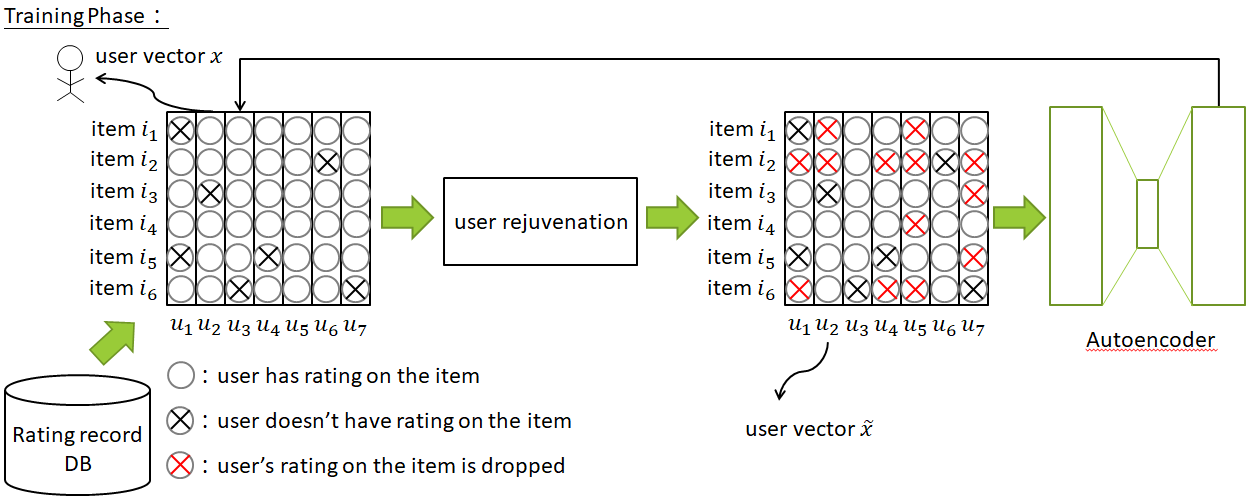 Training Phase：
user vector x
item i₁
item i₂
item i₃
item i₄
item i₅
item i₆
u₁ u₂ u₃ u₄ u₅ u₆ u₇
user rejuvenation
item i₁
item i₂
item i₃
item i₄
item i₅
item i₆
u₁ u₂ u₃ u₄ u₅ u₆ u₇
Autoencoder
user vector x̃
Rating record
DB
：user has rating on the item
：user doesn’t have rating on the item
：user’s rating on the item is dropped